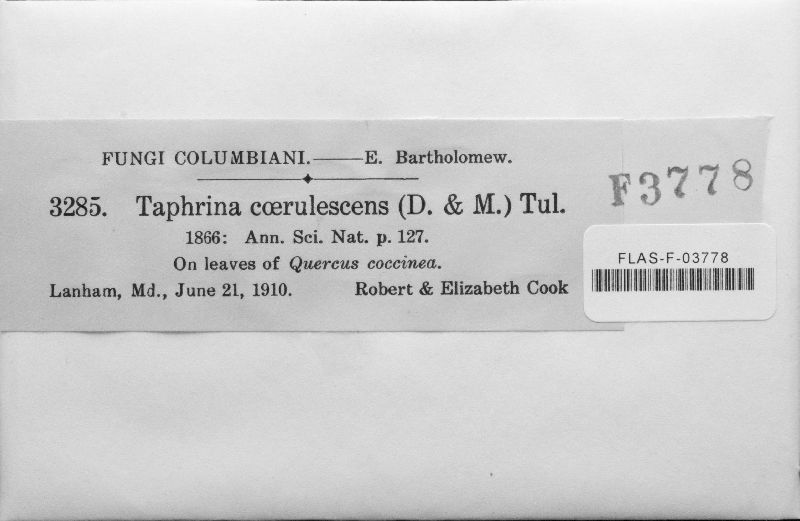 FUNGI COLUMBIANI.——E. Bartholomew.
3285. Taphrina cœrulescens (D. & M.) Tul.
1866: Ann. Sci. Nat. p. 127.
On leaves of Quercus coccinea.
Lanham, Md., June 21, 1910. Robert & Elizabeth Cook
F3778
FLAS-F-03778